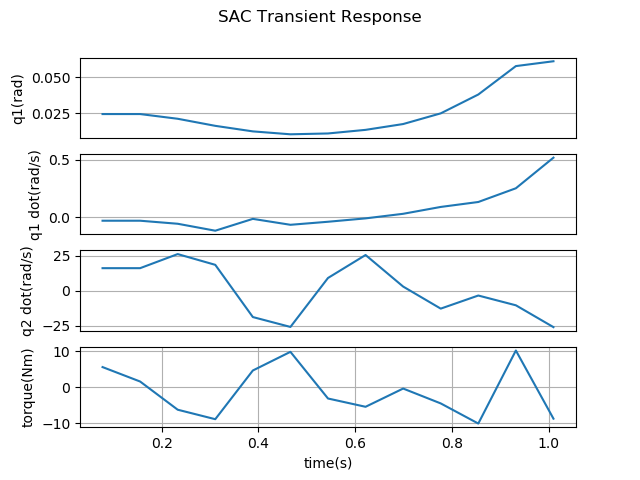 SAC Transient Response
q1(rad)
0.050
0.025
q1 dot(rad/s)
0.5
0.0
q2 dot(rad/s)
25
0
−25
torque(Nm)
10
0
−10
0.2 0.4 0.6 0.8 1.0
time(s)